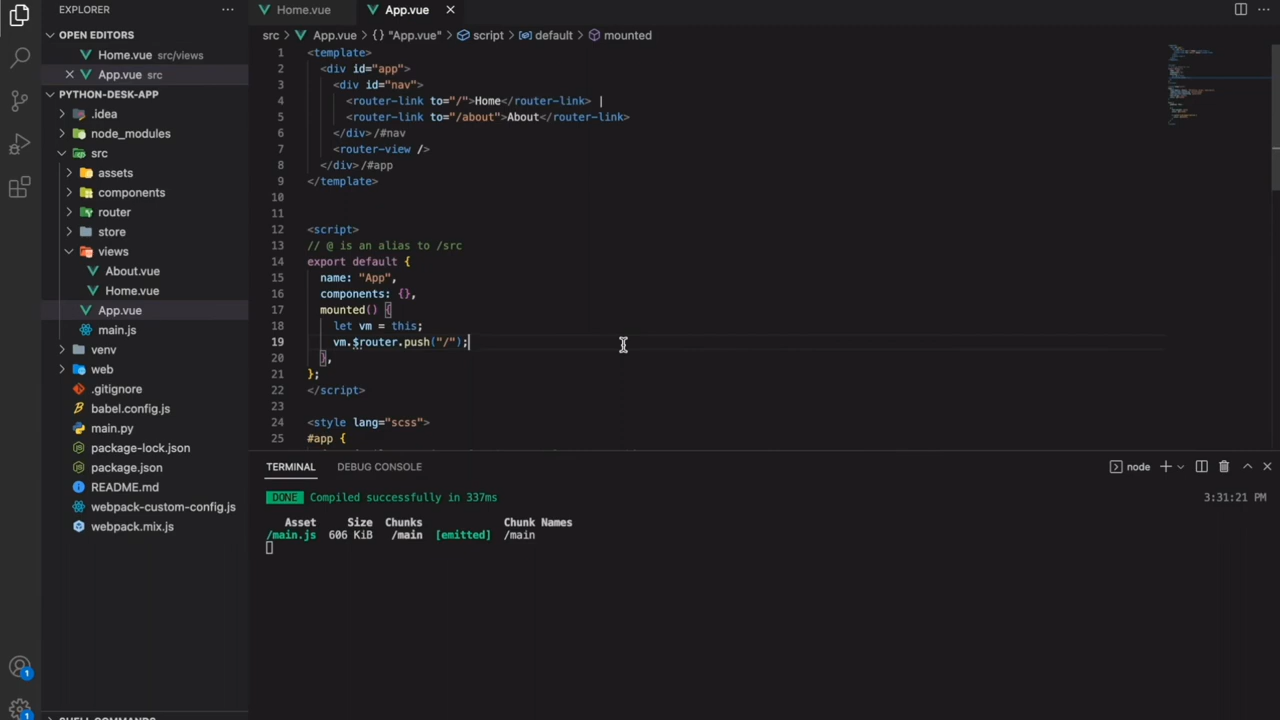 EXPLORER
OPEN EDITORS
Home.vue src/views
App.vue src
PYTHON-DESK-APP
.idea
node_modules
src
assets
components
router
store
views
About.vue
Home.vue
App.vue
main.js
venv
web
.gitignore
babel.config.js
main.py
package-lock.json
package.json
README.md
webpack-custom-config.js
webpack.mix.js
1
1
Home.vue
App.vue
src > App.vue > {} "App.vue" > script > default > mounted
1 <template>
2 <div id="app">
3 <div id="nav">
4 <router-link to="/">Home</router-link> |
5 <router-link to="/about">About</router-link>
6 </div>/#nav
7 <router-view />
8 </div>/#app
9 </template>
10
11
12 <script>
13 // @ is an alias to /src
14 export default {
15 name: "App",
16 components: {},
17 mounted() {
18 let vm = this;
19 vm.$router.push("/");
20 },
21 };
22 </script>
23
24 <style lang="scss">
25 #app {
TERMINAL DEBUG CONSOLE
node
DONE Compiled successfully in 337ms 3:31:21 PM
Asset Size Chunks Chunk Names
/main.js 606 KiB /main [emitted] /main